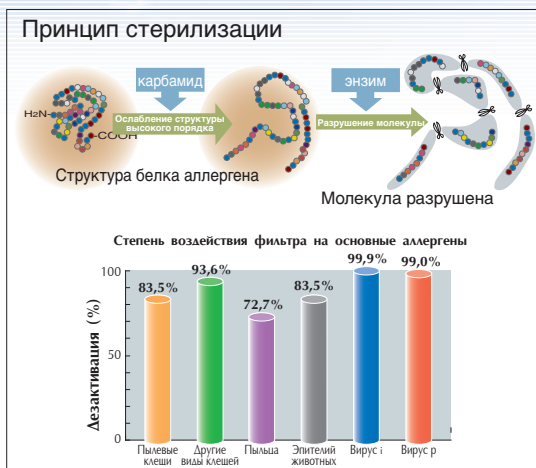 Принцип стерилизации
карбамид
энзим
H₂N-
Ослабление структуры
высокого порядка
Разрушение молекулы
-COOH
Структура белка аллергена
Молекула разрушена
Степень воздействия фильтра на основные аллергены
Дезактивация (%)
100
50
0
83,5%
93,6%
72,7%
83,5%
99,9%
99,0%
Пылевые
клещи
Другие
виды клещей
Пыльца
Эпителий
животных
Вирус i
Вирус p